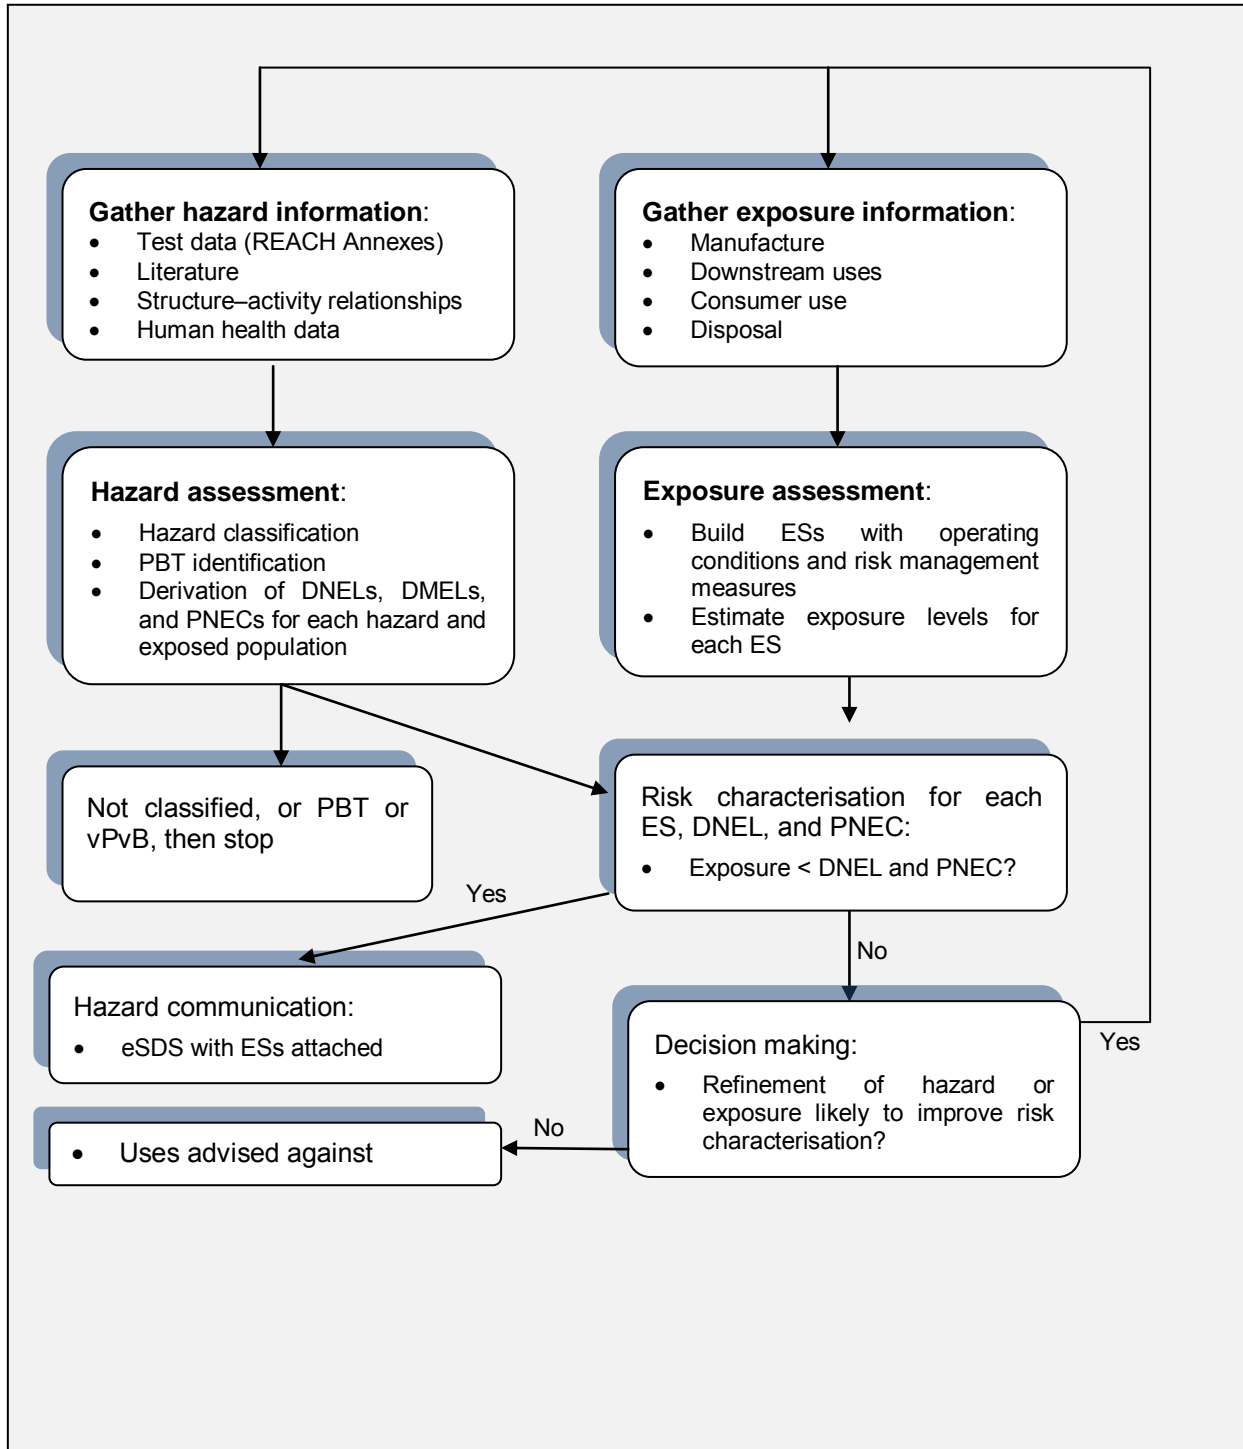 Gather hazard information:
• Test data (REACH Annexes)
• Literature
• Structure–activity relationships
• Human health data
Gather exposure information:
• Manufacture
• Downstream uses
• Consumer use
• Disposal
Hazard assessment:
• Hazard classification
• PBT identification
• Derivation of DNELs, DMELs,
and PNECs for each hazard and
exposed population
Exposure assessment:
• Build ESs with operating
conditions and risk management
measures
• Estimate exposure levels for
each ES
Not classified, or PBT or
vPvB, then stop
Risk characterisation for each
ES, DNEL, and PNEC:
• Exposure < DNEL and PNEC?
Yes
No
Hazard communication:
• eSDS with ESs attached
Decision making:
• Refinement of hazard or
exposure likely to improve risk
characterisation?
Yes
No
• Uses advised against